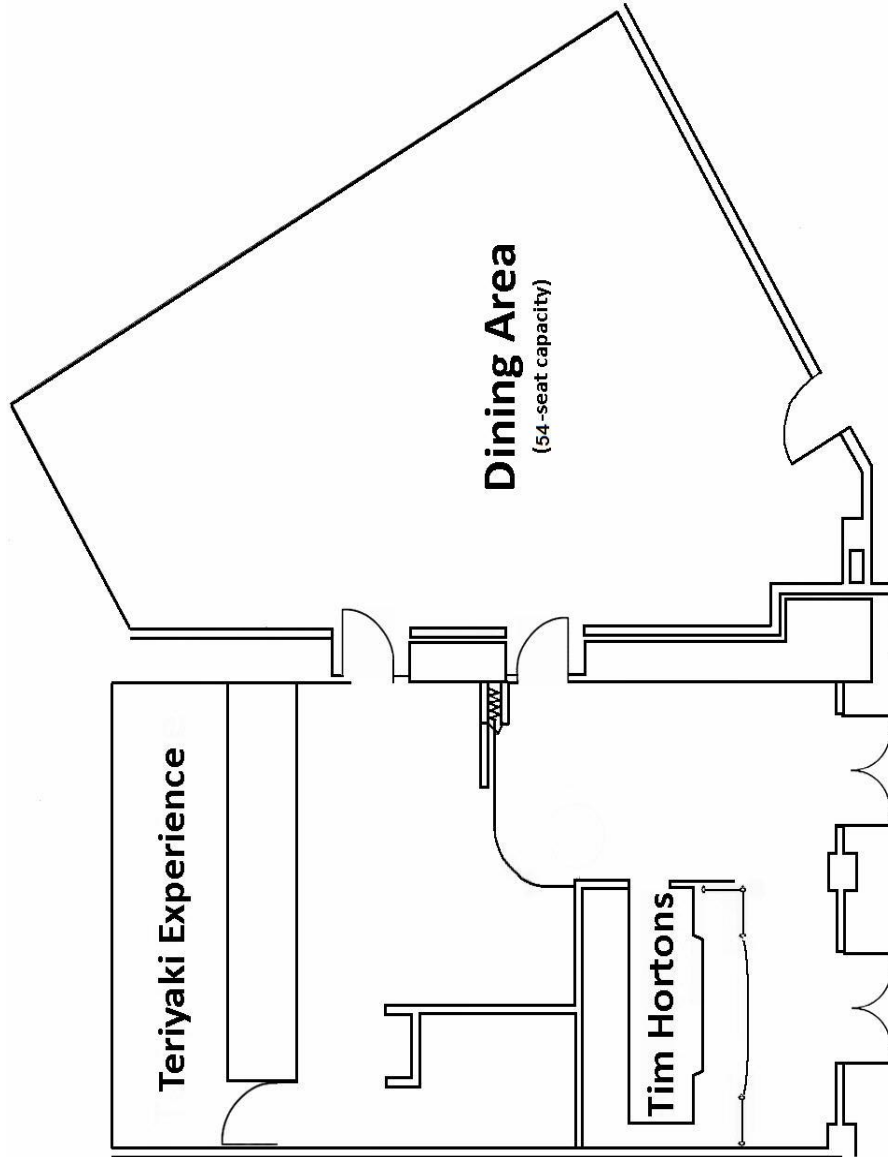 Teriyaki Experience
Tim Hortons
Dining Area
(54-seat capacity)